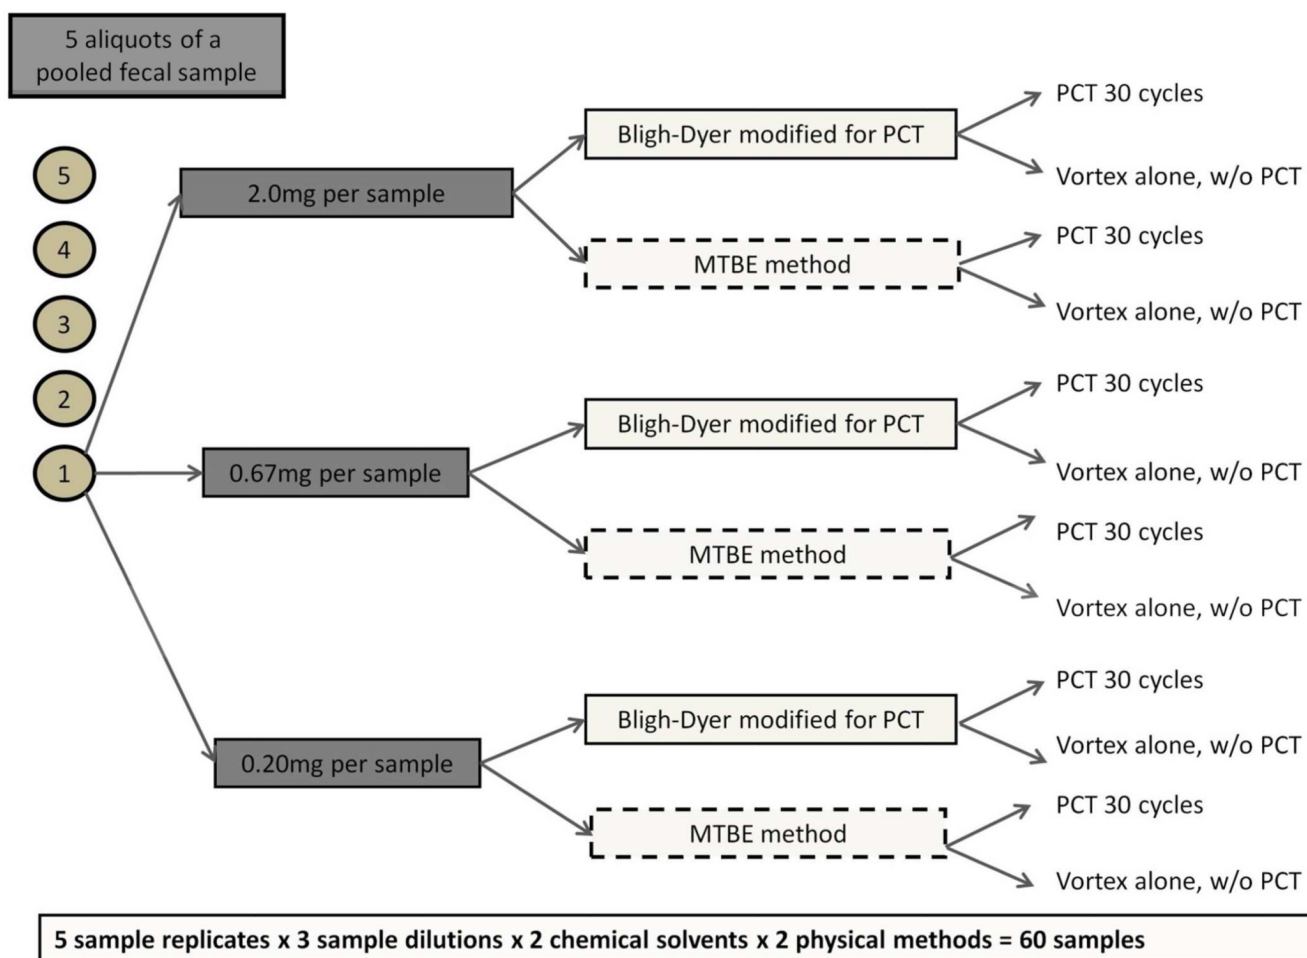 5 aliquots of a
pooled fecal sample
5
4
3
2
1
2.0mg per sample
Bligh-Dyer modified for PCT
PCT 30 cycles
Vortex alone, w/o PCT
MTBE method
PCT 30 cycles
Vortex alone, w/o PCT
0.67mg per sample
Bligh-Dyer modified for PCT
PCT 30 cycles
Vortex alone, w/o PCT
MTBE method
PCT 30 cycles
Vortex alone, w/o PCT
0.20mg per sample
Bligh-Dyer modified for PCT
PCT 30 cycles
Vortex alone, w/o PCT
MTBE method
PCT 30 cycles
Vortex alone, w/o PCT
5 sample replicates x 3 sample dilutions x 2 chemical solvents x 2 physical methods = 60 samples